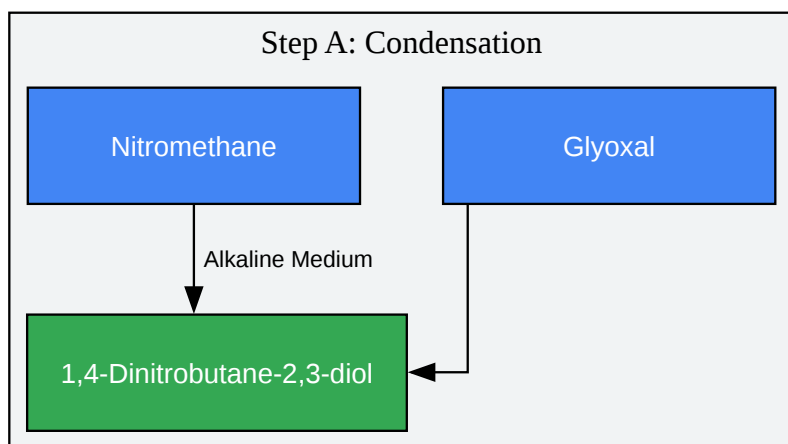 Step A: Condensation
Nitromethane
Glyoxal
Alkaline Medium
1,4-Dinitrobutane-2,3-diol